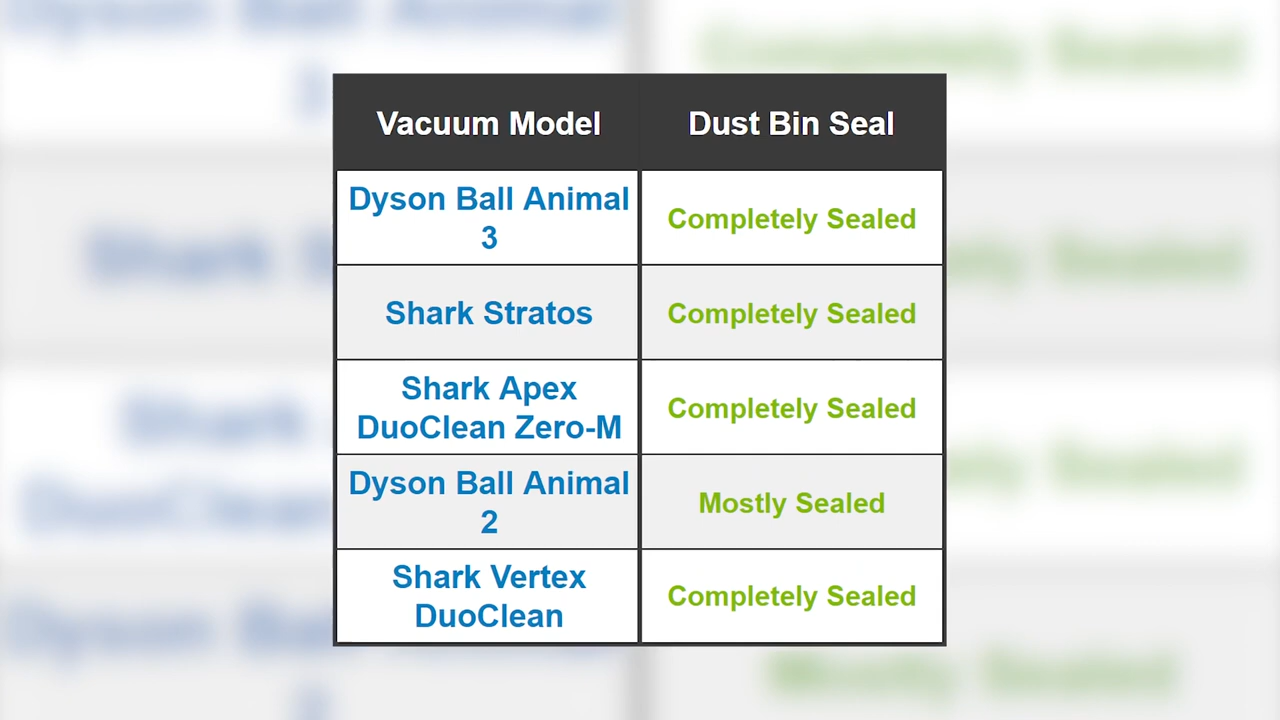 Vacuum Model Dust Bin Seal
Dyson Ball Animal
3
Completely Sealed
Shark Stratos Completely Sealed
Shark Apex
DuoClean Zero-M
Completely Sealed
Dyson Ball Animal
2
Mostly Sealed
Shark Vertex
DuoClean
Completely Sealed